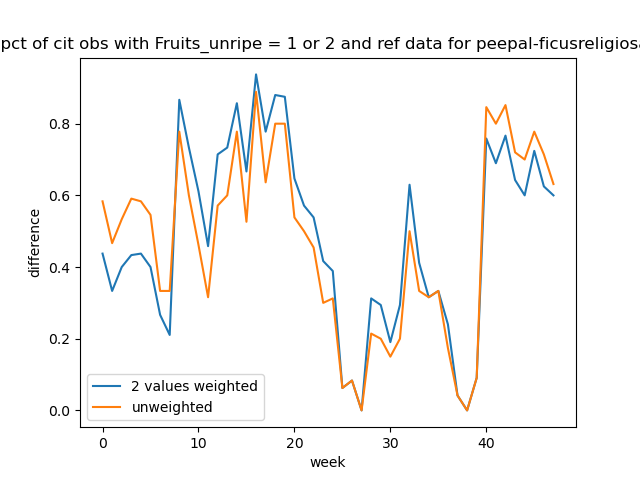 pct of cit obs with Fruits_unripe = 1 or 2 and ref data for peepal-ficusreligiosa
difference
0.8
0.6
0.4
0.2
0.0
2 values weighted
unweighted
0 10 20 30 40
week